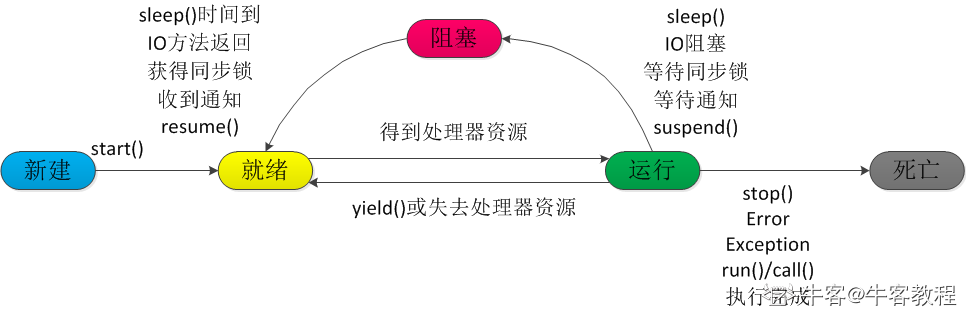 sleep()时间到
IO方法返回
获得同步锁
收到通知
resume()
阻塞
sleep()
IO阻塞
等待同步锁
等待通知
suspend()
得到处理器资源
新建
start()
就绪
运行
死亡
yield()或失去处理器资源
stop()
Error
Exception
run()/call()
执行完成
牛客@牛客教程